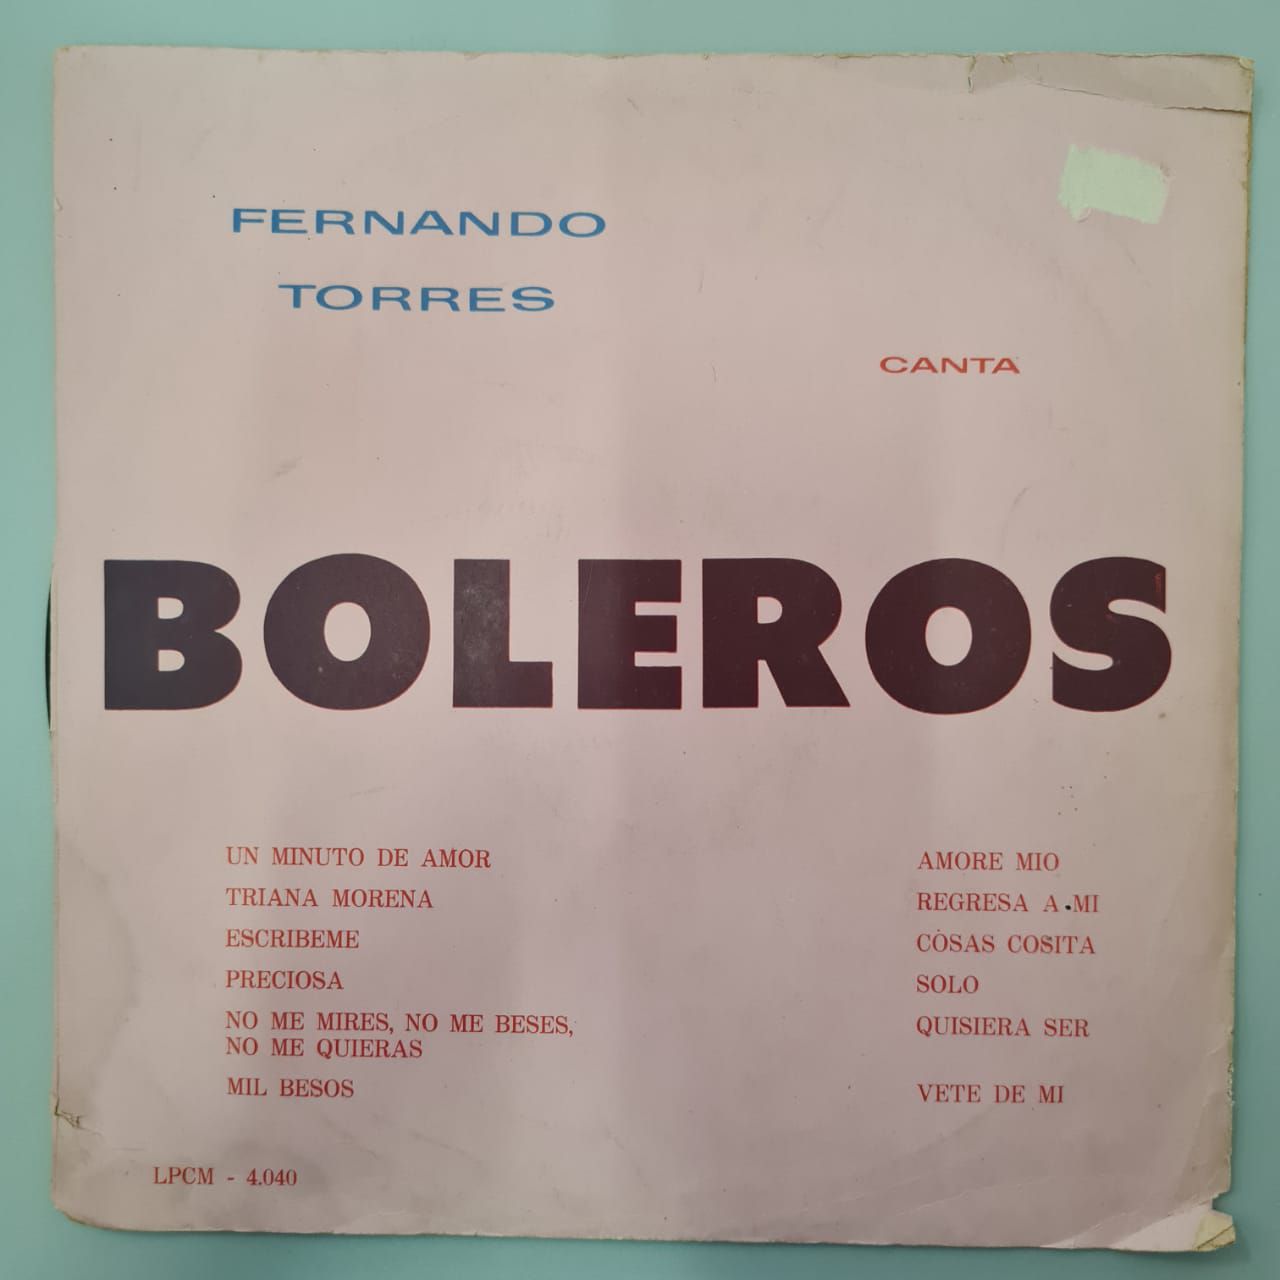 FERNANDO
TORRES
CANTA
BOLEROS
UN MINUTO DE AMOR
TRIANA MORENA
ESCRIBEME
PRECIOSA
NO ME MIRES, NO ME BESES,
NO ME QUIERAS
MIL BESOS
AMORE MIO
REGRESA A MI
COSAS COSITA
SOLO
QUISIERA SER
VETE DE MI
LPCM - 4.040